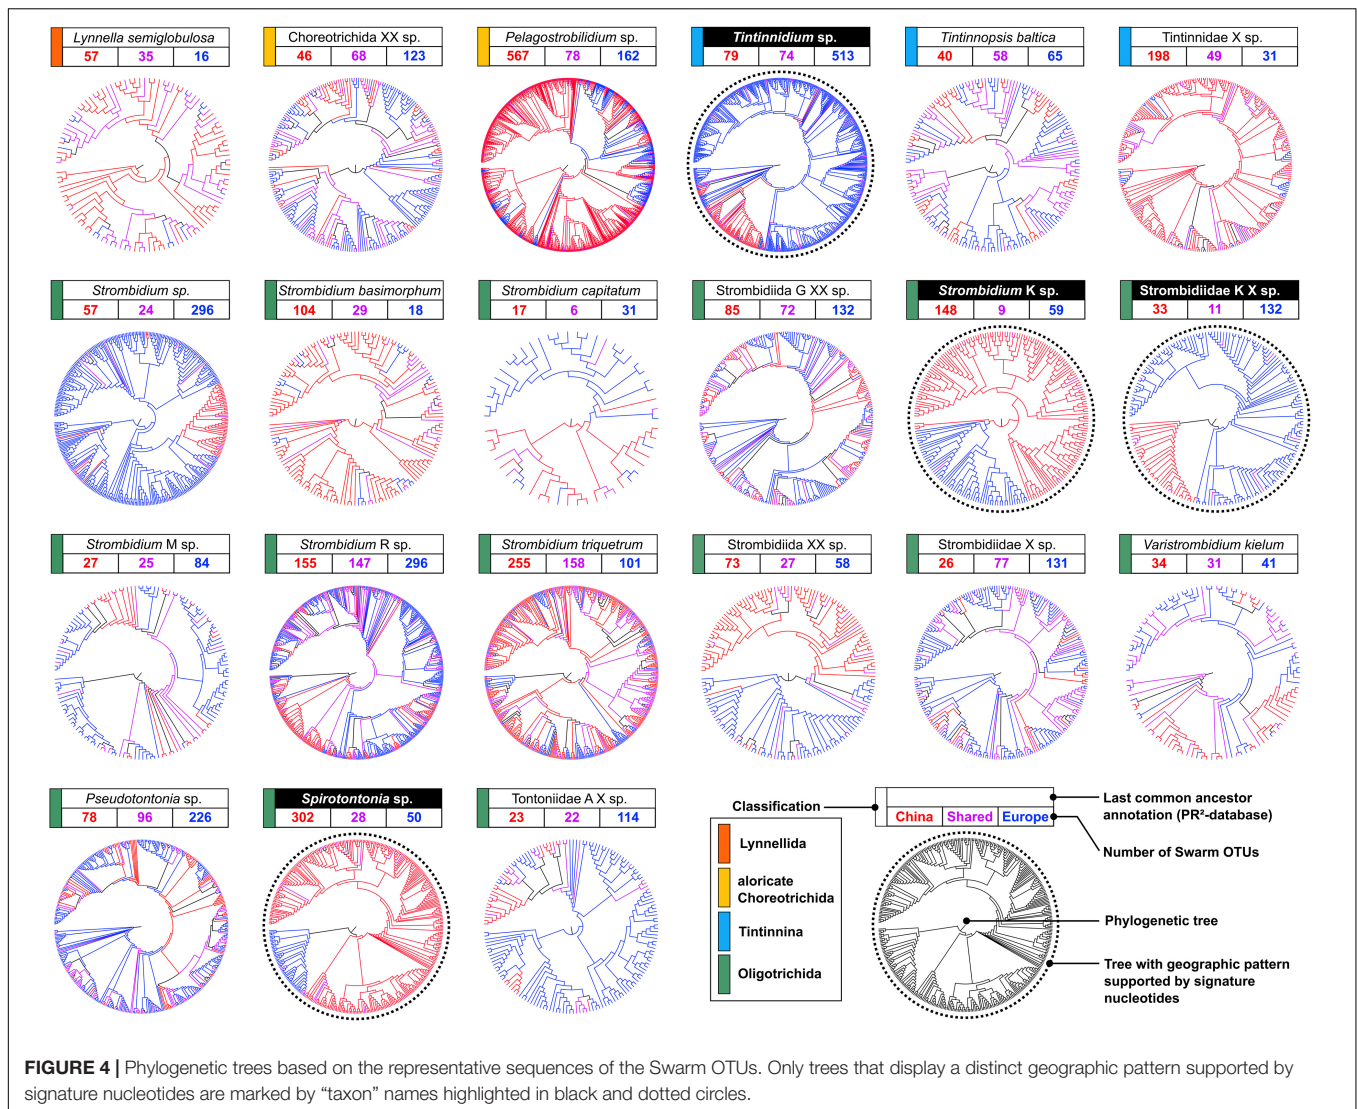 Lynnella semiglobulosa
57 35 16
Choreotrichida XX sp.
46 68 123
Pelagostrobilidium sp.
567 78 162
Tintinnidium sp.
79 74 513
Tintinnopsis baltica
40 58 65
Tintinnidae X sp.
198 49 31
Strombidium sp.
57 24 296
Strombidium basimorphum
104 29 18
Strombidium capitatum
17 6 31
Strombidiida G XX sp.
85 72 132
Strombidium K sp.
148 9 59
Strombidiidae K X sp.
33 11 132
Strombidium M sp.
27 25 84
Strombidium R sp.
155 147 296
Strombidium triquetrum
255 158 101
Strombidiida XX sp.
73 27 58
Strombidiidae X sp.
26 77 131
Varistrombidium kielum
34 31 41
Pseudotontonia sp.
78 96 226
Spirotontonia sp.
302 28 50
Tontoniidae A X sp.
23 22 114
Classification
Lynnellida
aloricate
Choreotrichida
Tintinnina
Oligotrichida
China Shared Europe
Last common ancestor
annotation (PR²-database)
Number of Swarm OTUs
Phylogenetic tree
Tree with geographic pattern
supported by signature
nucleotides
FIGURE 4 | Phylogenetic trees based on the representative sequences of the Swarm OTUs. Only trees that display a distinct geographic pattern supported by
signature nucleotides are marked by “taxon” names highlighted in black and dotted circles.